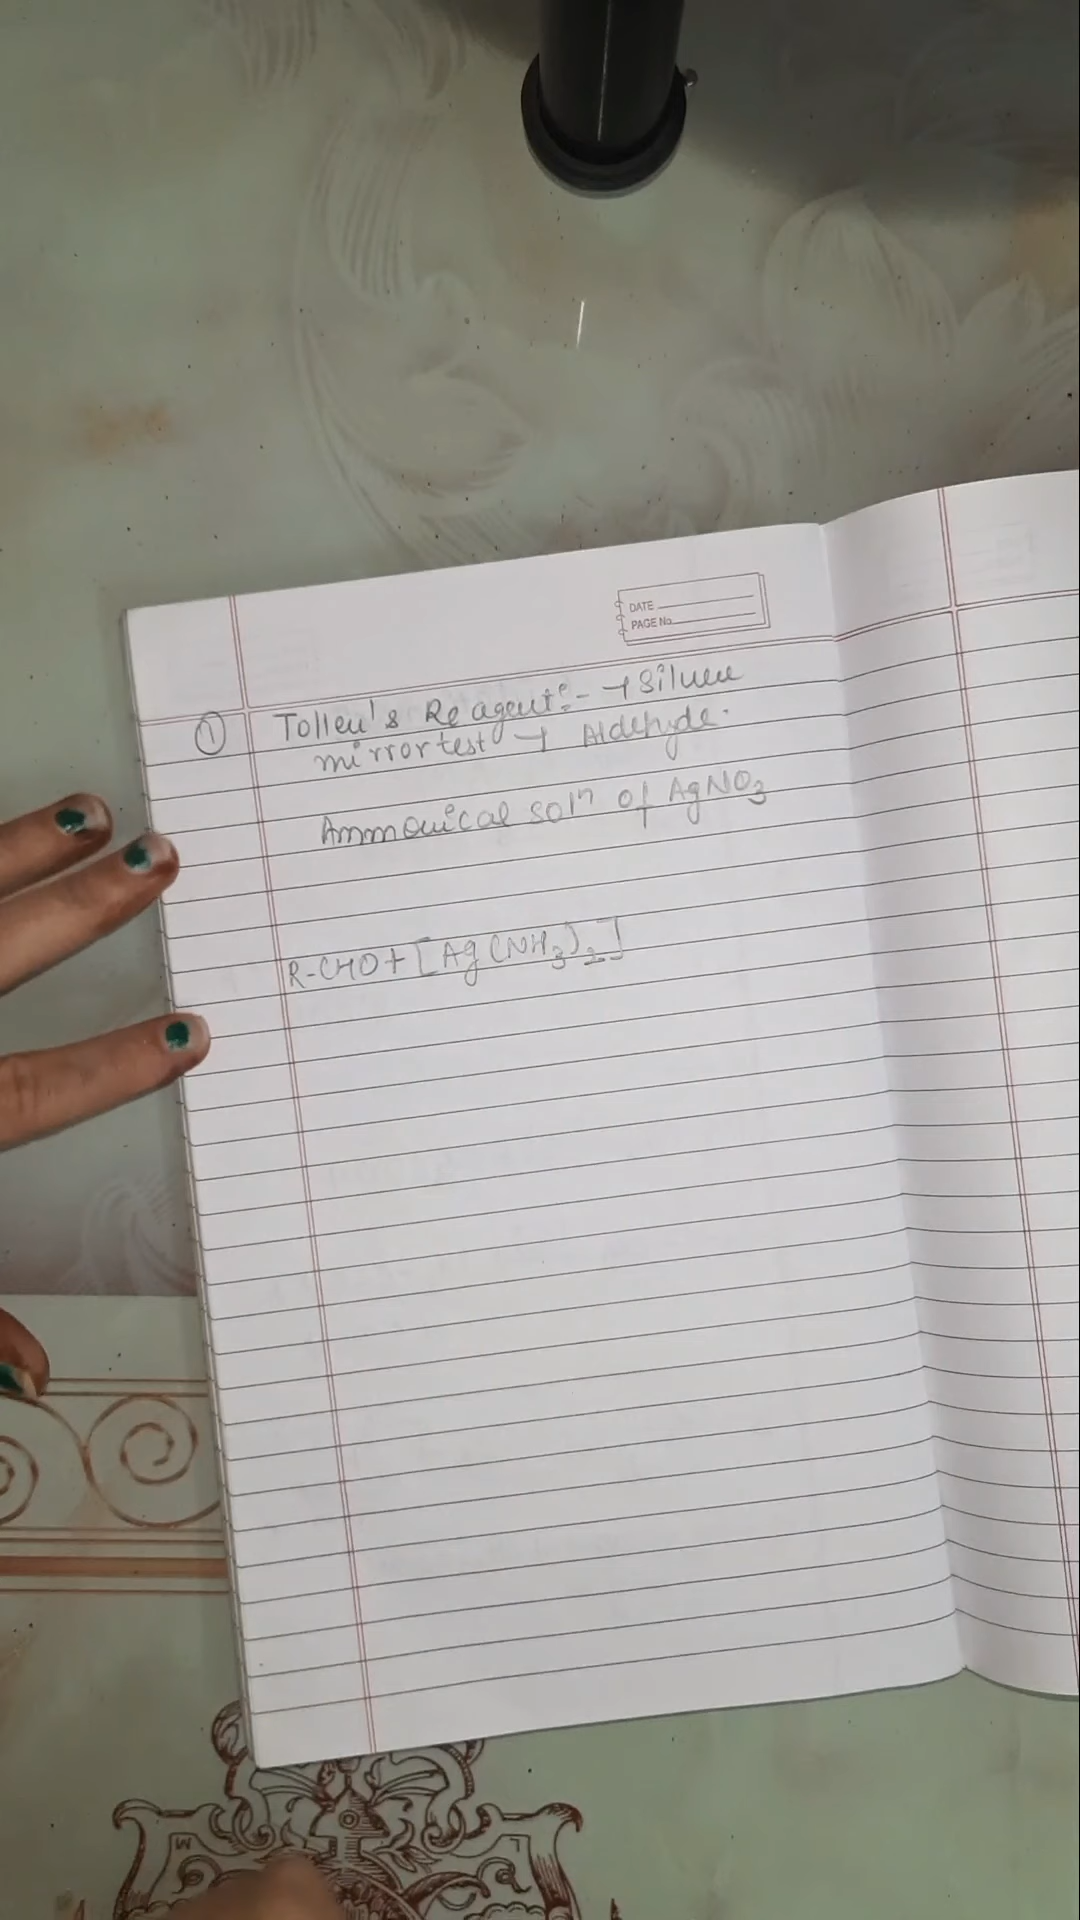 DATE
PAGE No.
① Tollen's Reagent:- → Silver
mirror test → Aldehyde.
Ammonical solⁿ of AgNO₃
R-CHO + [Ag(NH₃)₂]